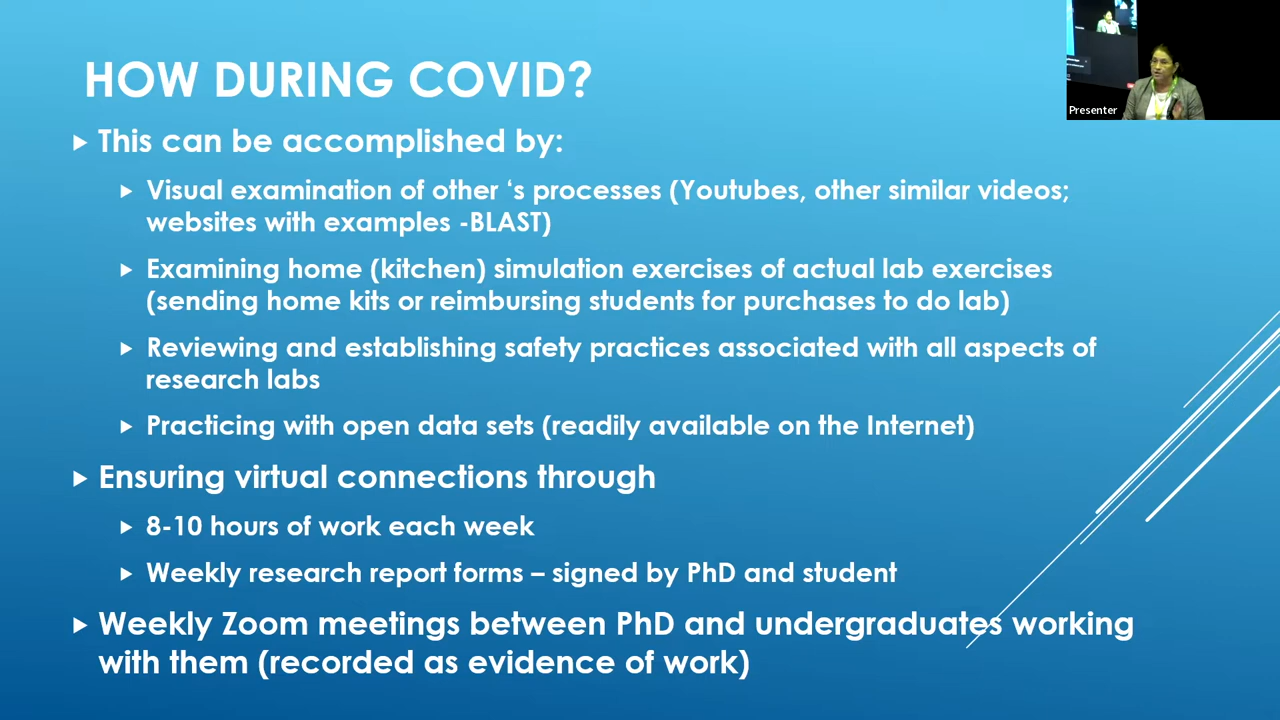 HOW DURING COVID?
This can be accomplished by:
Visual examination of other ‘s processes (Youtubes, other similar videos;
websites with examples -BLAST)
Examining home (kitchen) simulation exercises of actual lab exercises
(sending home kits or reimbursing students for purchases to do lab)
Reviewing and establishing safety practices associated with all aspects of
research labs
Practicing with open data sets (readily available on the Internet)
Ensuring virtual connections through
8-10 hours of work each week
Weekly research report forms – signed by PhD and student
Weekly Zoom meetings between PhD and undergraduates working
with them (recorded as evidence of work)
Presenter